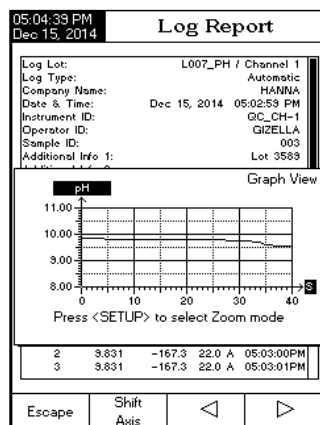 05:04:39 PM
Dec 15, 2014
Log Report
Log Lot: L007_PH / Channel 1
Log Type: Automatic
Company Name: HANNA
Date & Time: Dec 15, 2014 05:02:59 PM
Instrument ID: QC_CH-1
Operator ID: GIZELLA
Sample ID: 003
Additional Info 1: Lot 3589
Graph View
pH
11.00
10.00
9.00
8.00
0 10 20 30 40 S
Press <SETUP> to select Zoom mode
2 9.831 -167.3 22.0 A 05:03:00PM
3 9.831 -167.3 22.0 A 05:03:01PM
Escape
Shift
Axis